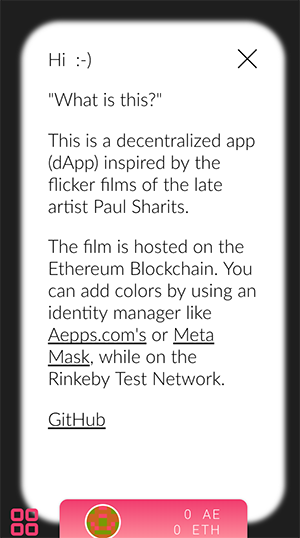 Hi :-)
"What is this?"
This is a decentralized app
(dApp) inspired by the
flicker films of the late
artist Paul Sharits.
The film is hosted on the
Ethereum Blockchain. You
can add colors by using an
identity manager like
Aepps.com's or Meta
Mask, while on the
Rinkeby Test Network.
GitHub
0 AE
0 ETH